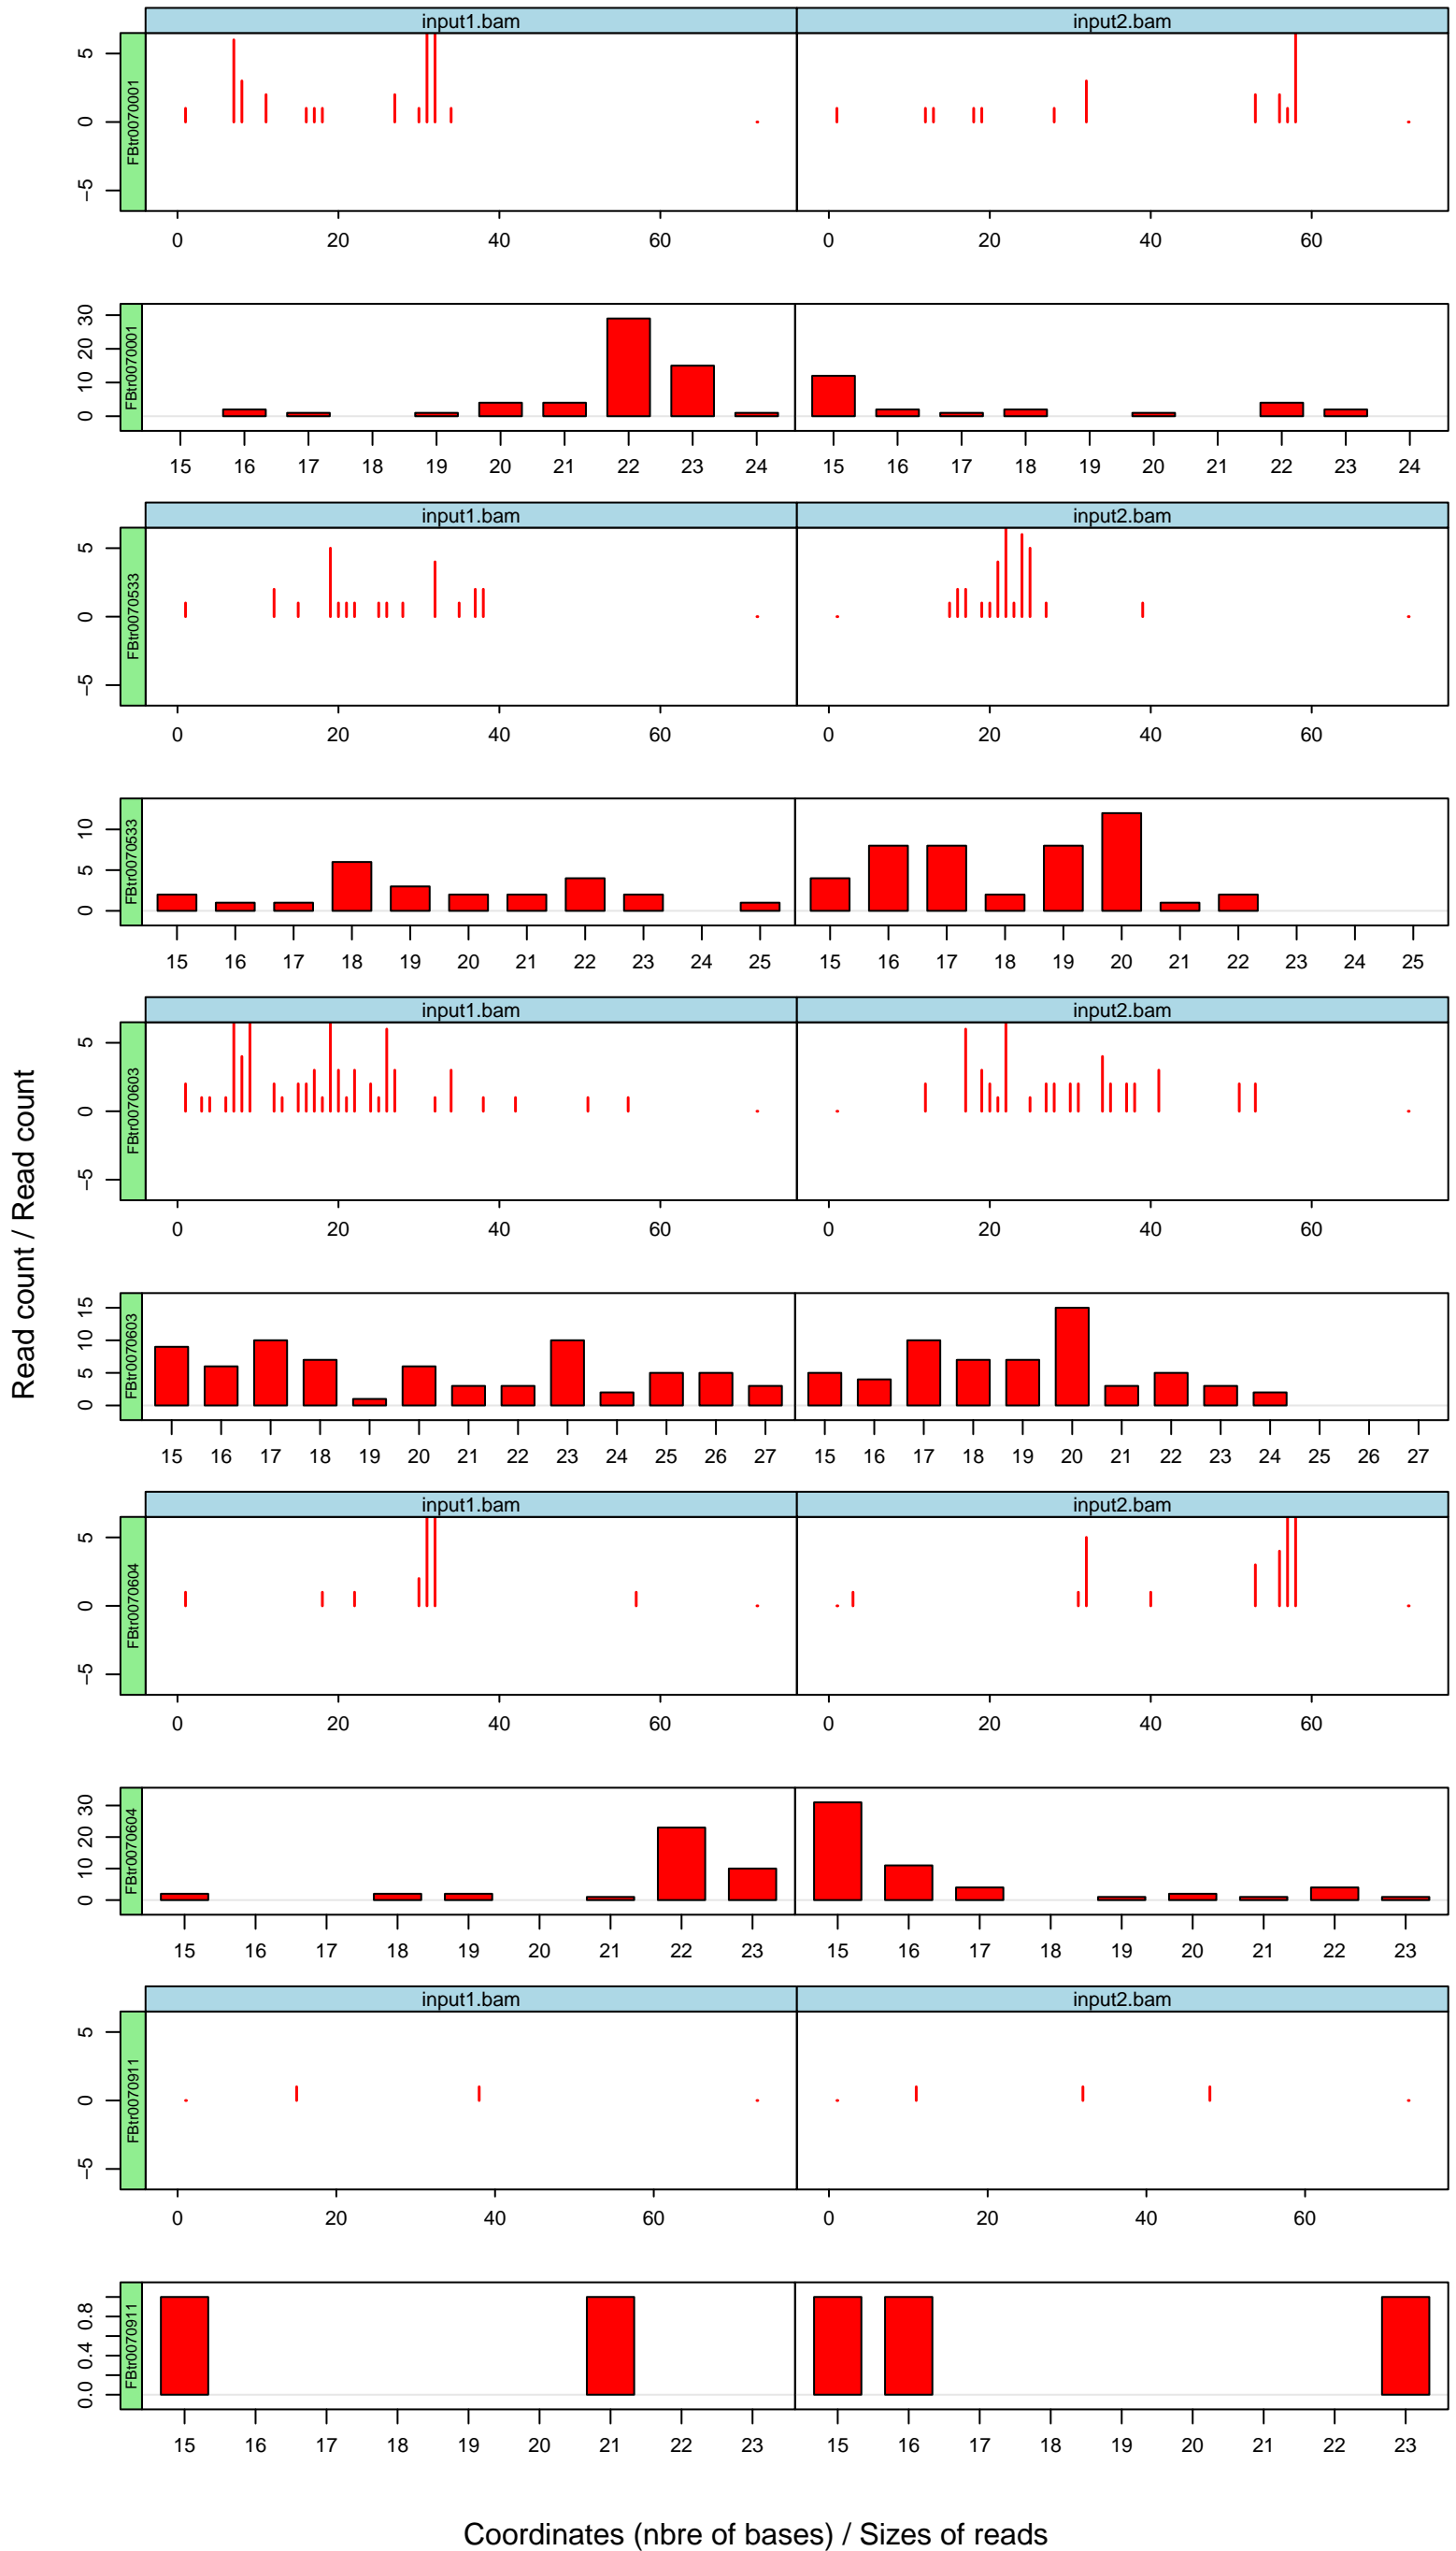 input1.bam input2.bam
FBtr0070001
5
0
−5
0 20 40 60 0 20 40 60
FBtr0070001
30
20
10
0
15 16 17 18 19 20 21 22 23 24 15 16 17 18 19 20 21 22 23 24
input1.bam input2.bam
FBtr0070533
5
0
−5
0 20 40 60 0 20 40 60
FBtr0070533
10
5
0
15 16 17 18 19 20 21 22 23 24 25 15 16 17 18 19 20 21 22 23 24 25
input1.bam input2.bam
FBtr0070603
5
0
−5
0 20 40 60 0 20 40 60
Read count / Read count
FBtr0070603
15
10
5
0
15 16 17 18 19 20 21 22 23 24 25 26 27 15 16 17 18 19 20 21 22 23 24 25 26 27
input1.bam input2.bam
FBtr0070604
5
0
−5
0 20 40 60 0 20 40 60
FBtr0070604
30
20
10
0
15 16 17 18 19 20 21 22 23 15 16 17 18 19 20 21 22 23
input1.bam input2.bam
FBtr0070911
5
0
−5
0 20 40 60 0 20 40 60
FBtr0070911
0.8
0.4
0.0
15 16 17 18 19 20 21 22 23 15 16 17 18 19 20 21 22 23
Coordinates (nbre of bases) / Sizes of reads